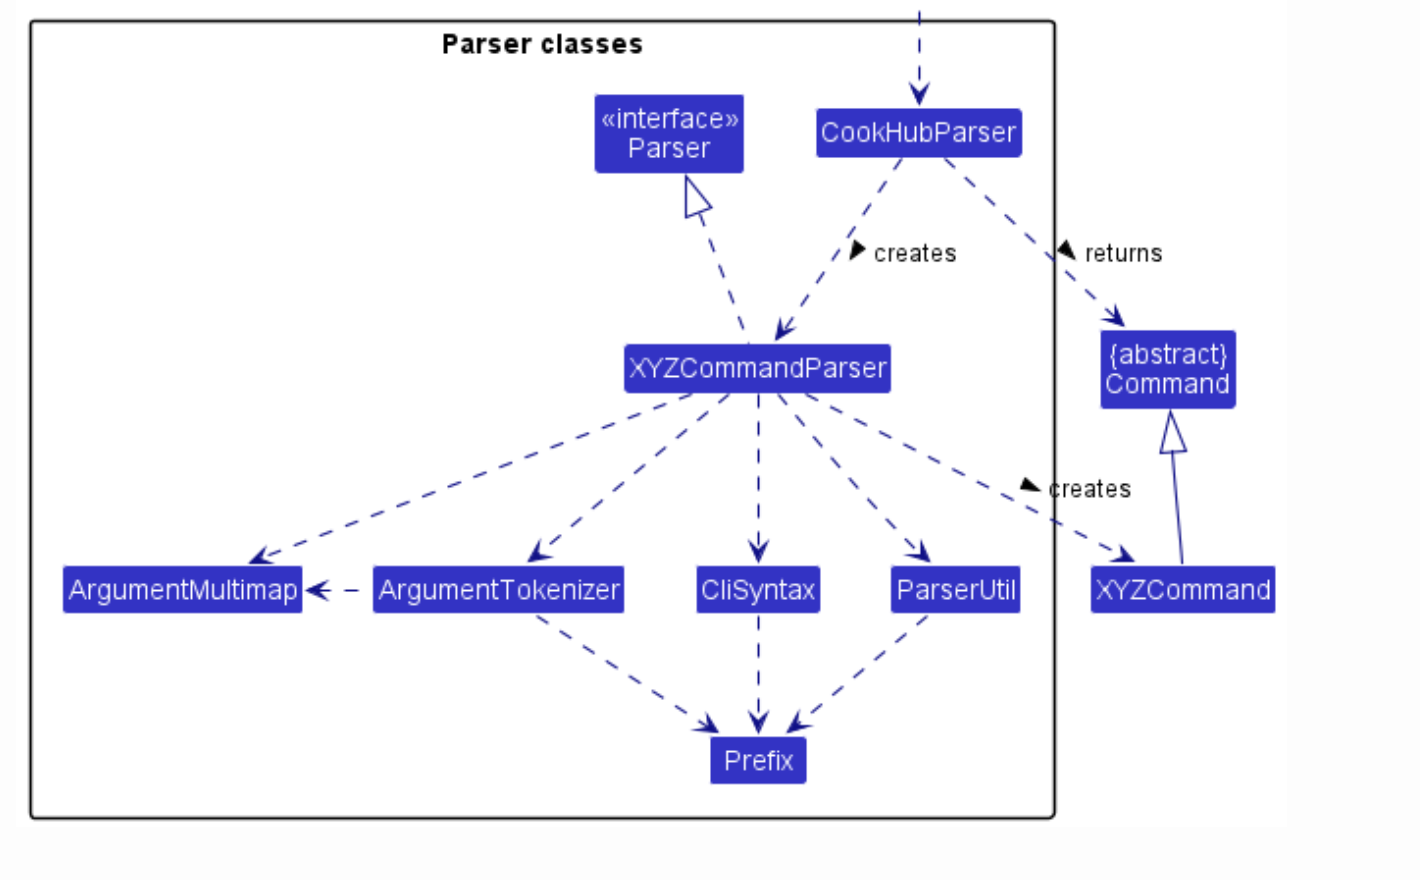 Parser classes
«interface»
Parser
CookHubParser
creates
returns
XYZCommandParser
{abstract}
Command
creates
ArgumentMultimap
ArgumentTokenizer
CliSyntax
ParserUtil
XYZCommand
Prefix